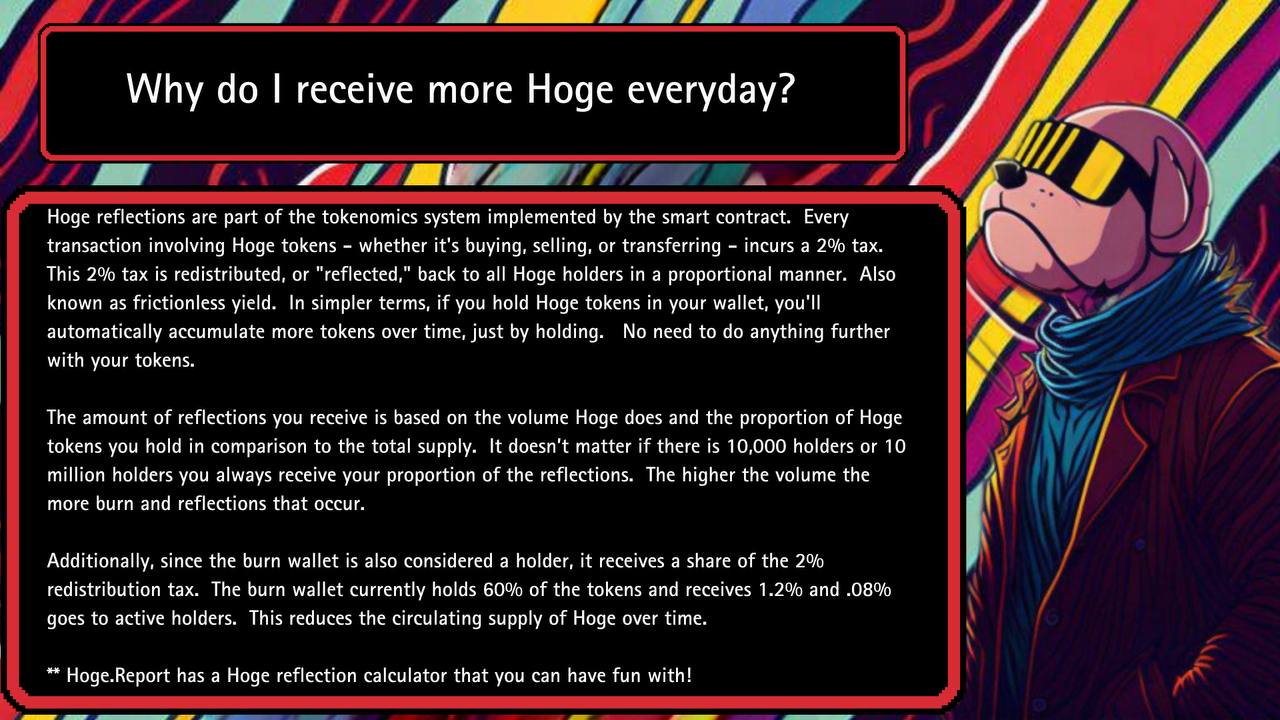 Why do I receive more Hoge everyday?
Hoge reflections are part of the tokenomics system implemented by the smart contract.  Every
transaction involving Hoge tokens – whether it's buying, selling, or transferring – incurs a 2% tax.
This 2% tax is redistributed, or "reflected," back to all Hoge holders in a proportional manner.  Also
known as frictionless yield.  In simpler terms, if you hold Hoge tokens in your wallet, you'll
automatically accumulate more tokens over time, just by holding.   No need to do anything further
with your tokens.
The amount of reflections you receive is based on the volume Hoge does and the proportion of Hoge
tokens you hold in comparison to the total supply.  It doesn’t matter if there is 10,000 holders or 10
million holders you always receive your proportion of the reflections.  The higher the volume the
more burn and reflections that occur.
Additionally, since the burn wallet is also considered a holder, it receives a share of the 2%
redistribution tax.  The burn wallet currently holds 60% of the tokens and receives 1.2% and .08%
goes to active holders.  This reduces the circulating supply of Hoge over time.
** Hoge.Report has a Hoge reflection calculator that you can have fun with!